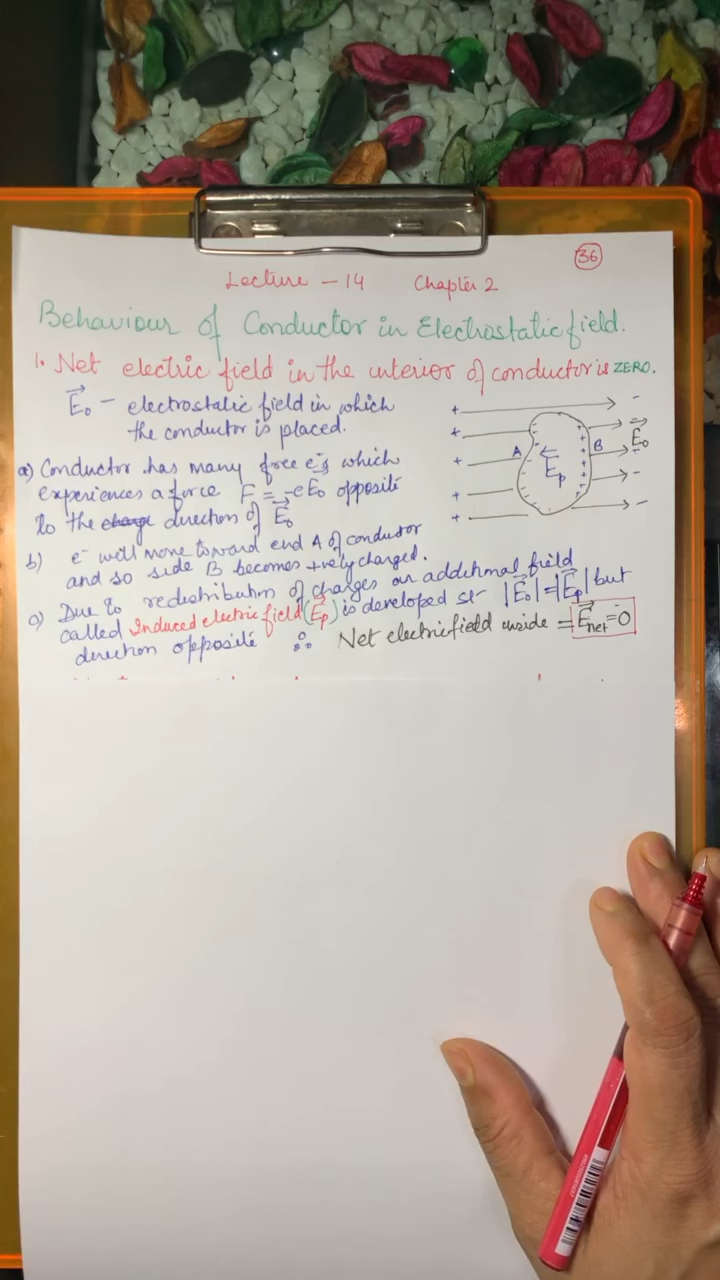 36
Lecture - 14 Chapter 2
Behaviour of Conductor in Electrostatic field.
1. Net electric field in the interior of conductor is ZERO.
E₀ - electrostatic field in which
the conductor is placed.
a) Conductor has many free e⁻s which
experiences a force F = -eE₀ opposite
to the charge direction of E₀
b) e⁻ will move toward end A of conductor
and so side B becomes +vely charged.
c) Due to redistribution of charges an additional field
called Induced electric field (Ep) is developed st |E₀| = |Ep| but
direction opposite ∴ Net electric field inside = Enet = 0
A
Ep
B
E₀